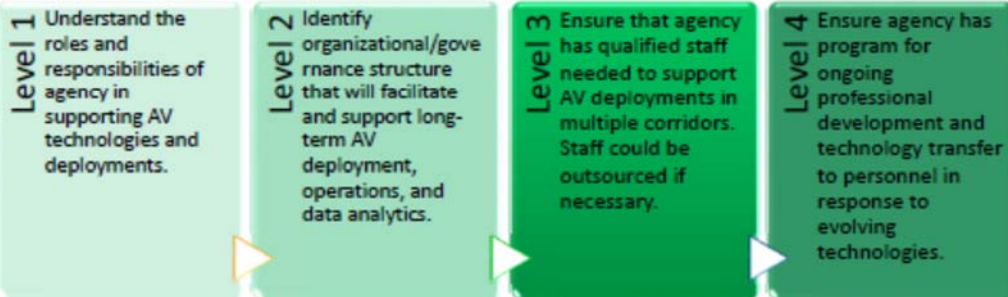 Level 1
Understand the
roles and
responsibilities of
agency in
supporting AV
technologies and
deployments.
Level 2
Identify
organizational/gove
rnance structure
that will facilitate
and support long-
term AV
deployment,
operations, and
data analytics.
Level 3
Ensure that agency
has qualified staff
needed to support
AV deployments in
multiple corridors.
Staff could be
outsourced if
necessary.
Level 4
Ensure agency has
program for
ongoing
professional
development and
technology transfer
to personnel in
response to
evolving
technologies.